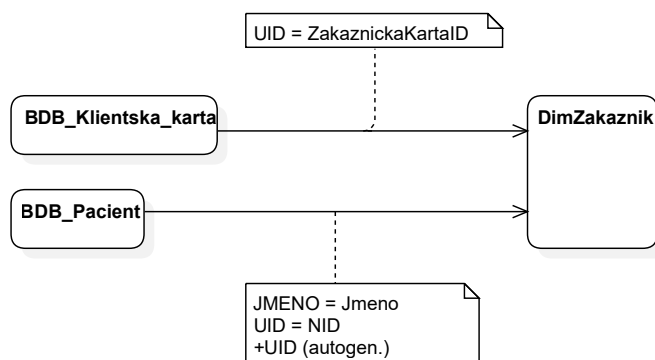 UID = ZakaznickaKartaID
BDB_Klientska_karta
DimZakaznik
BDB_Pacient
JMENO = Jmeno
UID = NID
+UID (autogen.)